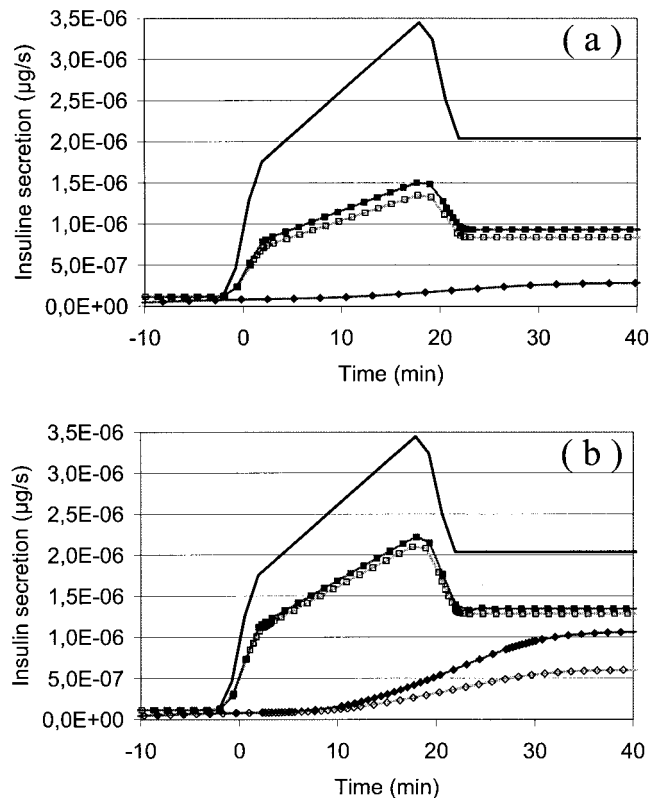 ( a )
Insuline secretion (µg/s)
3,5E-06
3,0E-06
2,5E-06
2,0E-06
1,5E-06
1,0E-06
5,0E-07
0,0E+00
-10 0 10 20 30 40
Time (min)
( b )
Insulin secretion (µg/s)
3,5E-06
3,0E-06
2,5E-06
2,0E-06
1,5E-06
1,0E-06
5,0E-07
0,0E+00
-10 0 10 20 30 40
Time (min)